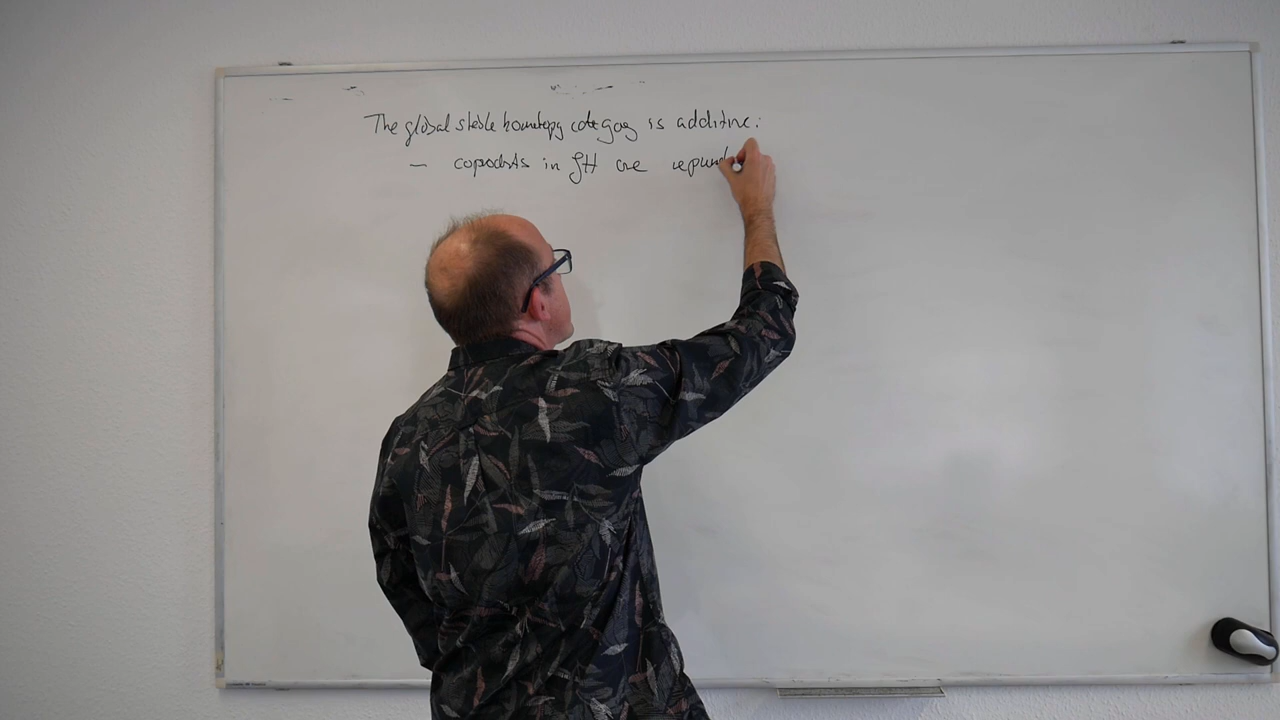 The global stable homotopy category is additive:
– coproducts in GH are